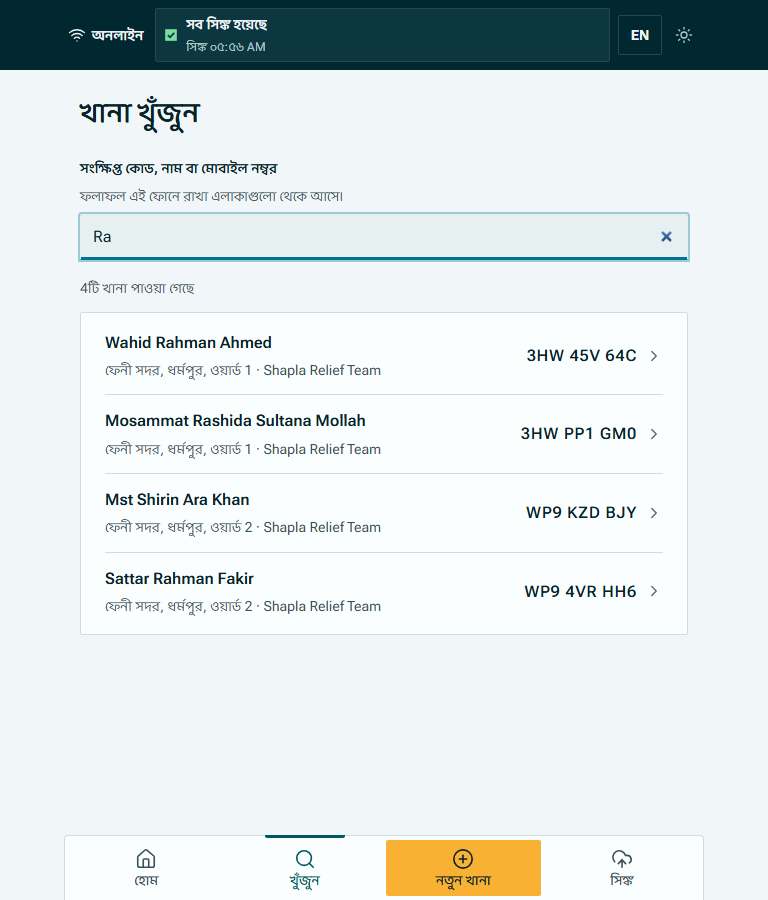 অনলাইন
সব সিঙ্ক হয়েছে
সিঙ্ক ০৫:৫৬ AM
EN
খানা খুঁজুন
সংক্ষিপ্ত কোড, নাম বা মোবাইল নম্বর
ফলাফল এই ফোনে রাখা এলাকাগুলো থেকে আসে।
Ra
4টি খানা পাওয়া গেছে
Wahid Rahman Ahmed
3HW 45V 64C
ফেনী সদর, ধর্মপুর, ওয়ার্ড 1 · Shapla Relief Team
Mosammat Rashida Sultana Mollah
3HW PP1 GM0
ফেনী সদর, ধর্মপুর, ওয়ার্ড 1 · Shapla Relief Team
Mst Shirin Ara Khan
WP9 KZD BJY
ফেনী সদর, ধর্মপুর, ওয়ার্ড 2 · Shapla Relief Team
Sattar Rahman Fakir
WP9 4VR HH6
ফেনী সদর, ধর্মপুর, ওয়ার্ড 2 · Shapla Relief Team
হোম
খুঁজুন
নতুন খানা
সিঙ্ক